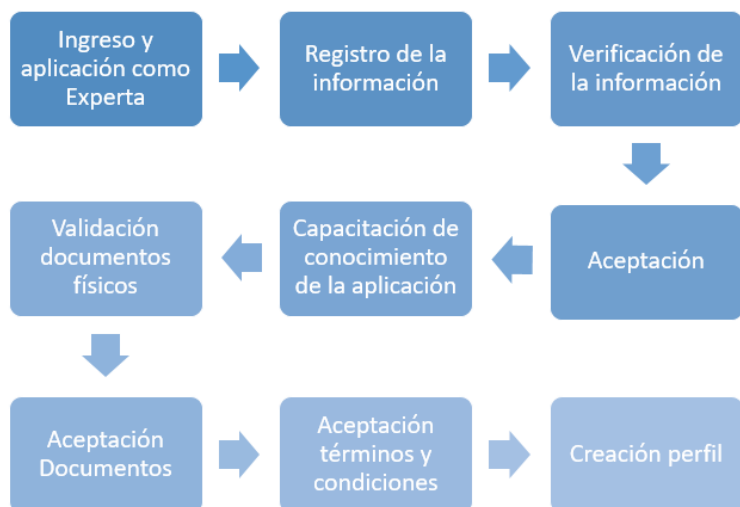 Ingreso y
aplicación como
Experta
Registro de la
información
Verificación de
la información
Validación
documentos
físicos
Capacitación de
conocimiento
de la aplicación
Aceptación
Aceptación
Documentos
Aceptación
términos y
condiciones
Creación perfil